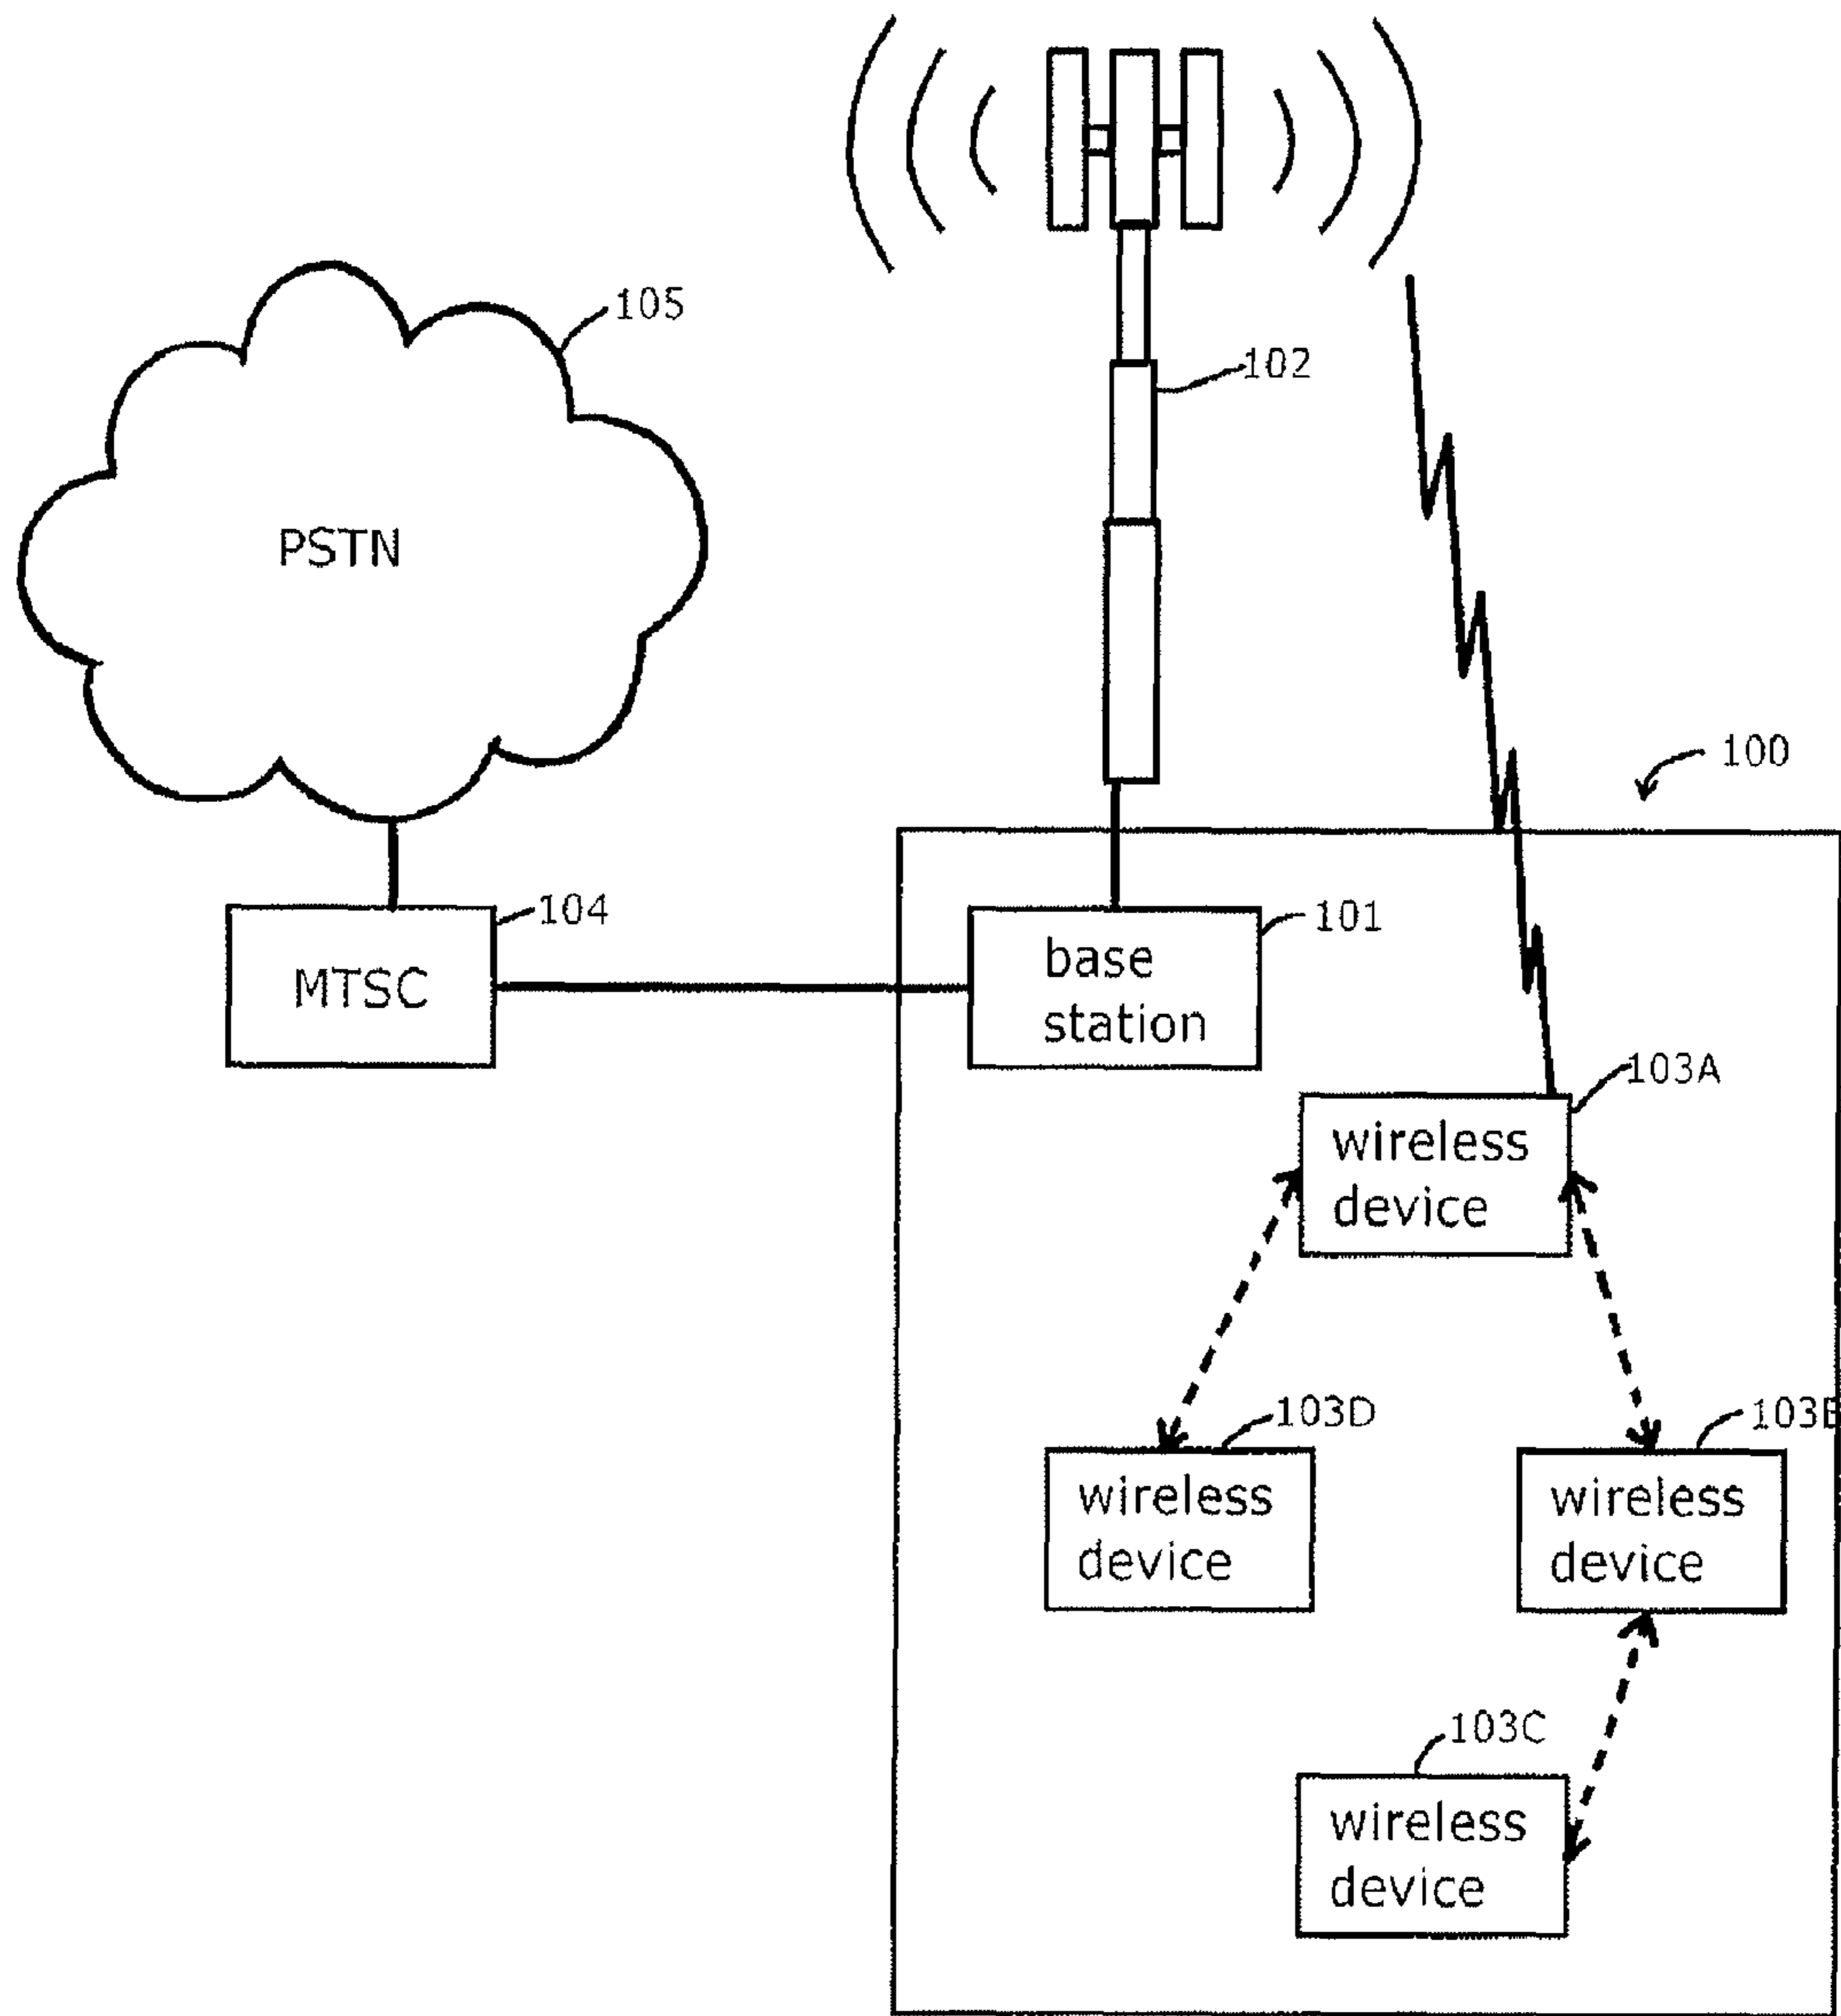 105
102
PSTN
100
104
101
MTSC
base
station
103A
wireless
device
103D
103B
wireless
device
wireless
device
103C
wireless
device